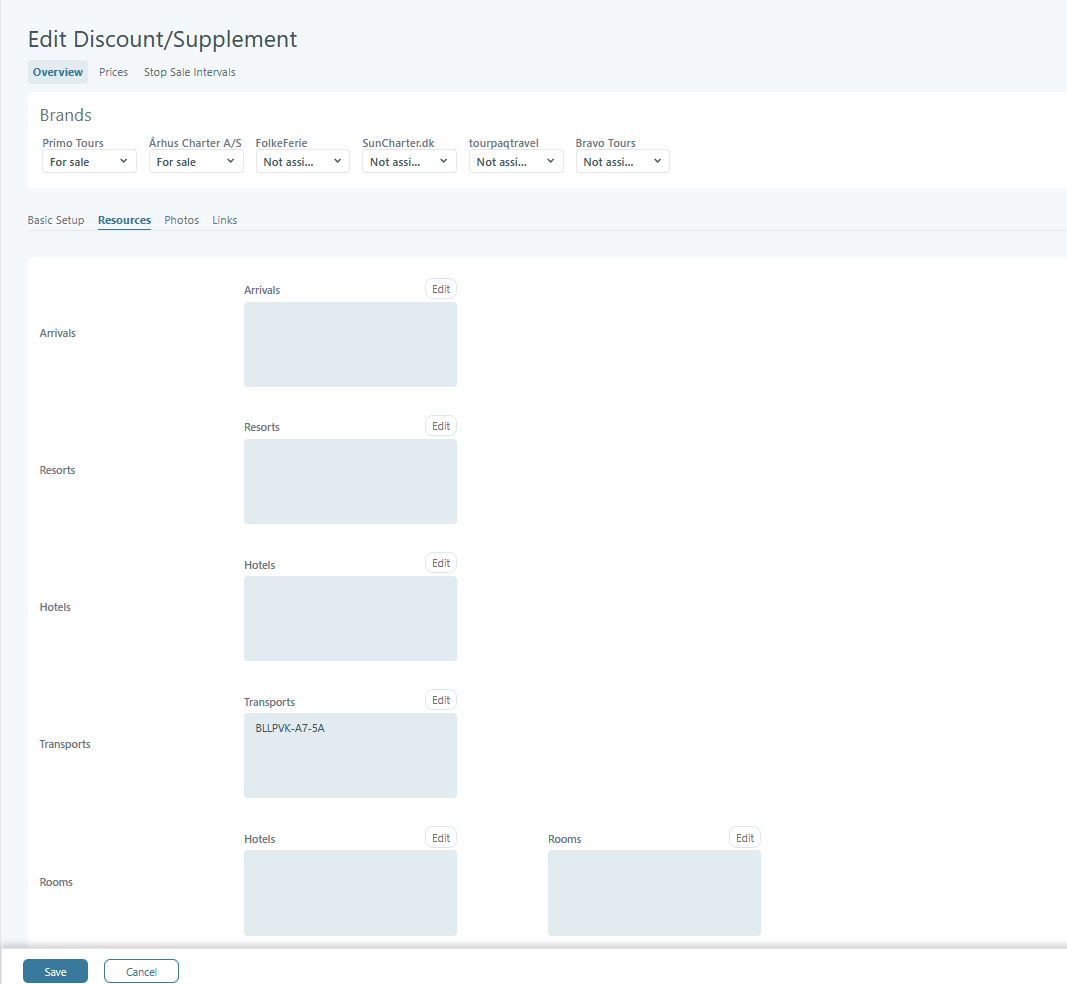 Edit Discount/Supplement
Overview Prices Stop Sale Intervals
Brands
Primo Tours Århus Charter A/S FolkeFerie SunCharter.dk tourpaqtravel Bravo Tours
For sale For sale Not assi... Not assi... Not assi... Not assi...
Basic Setup Resources Photos Links
Arrivals Edit
Arrivals
Resorts Edit
Resorts
Hotels Edit
Hotels
Transports Edit
BLLPVK-A7-5A
Transports
Hotels Edit Rooms Edit
Rooms
Save Cancel